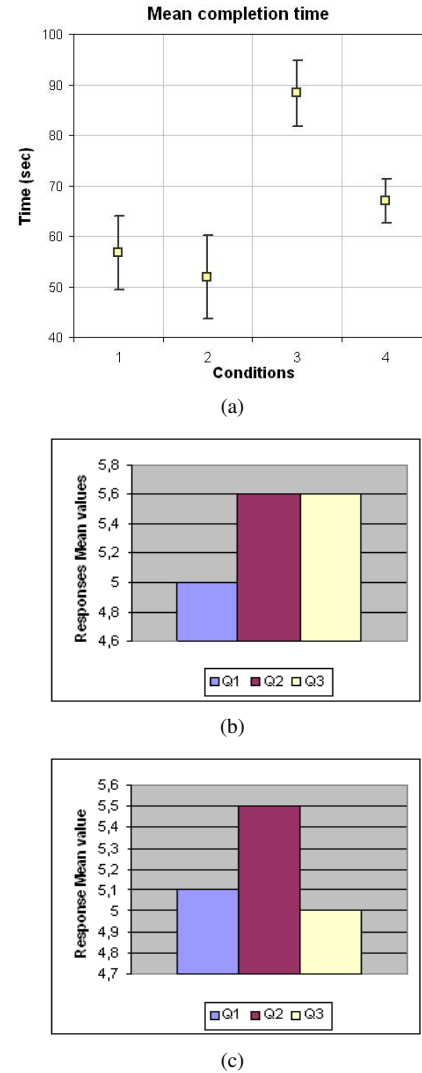 Mean completion time
100
90
80
70
60
50
40
Time (sec)
1 2 3 4
Conditions
(a)
5,8
5,6
5,4
5,2
5
4,8
4,6
Responses Mean values
Q1 Q2 Q3
(b)
5,6
5,5
5,4
5,3
5,2
5,1
5
4,9
4,8
4,7
Response Mean value
Q1 Q2 Q3
(c)